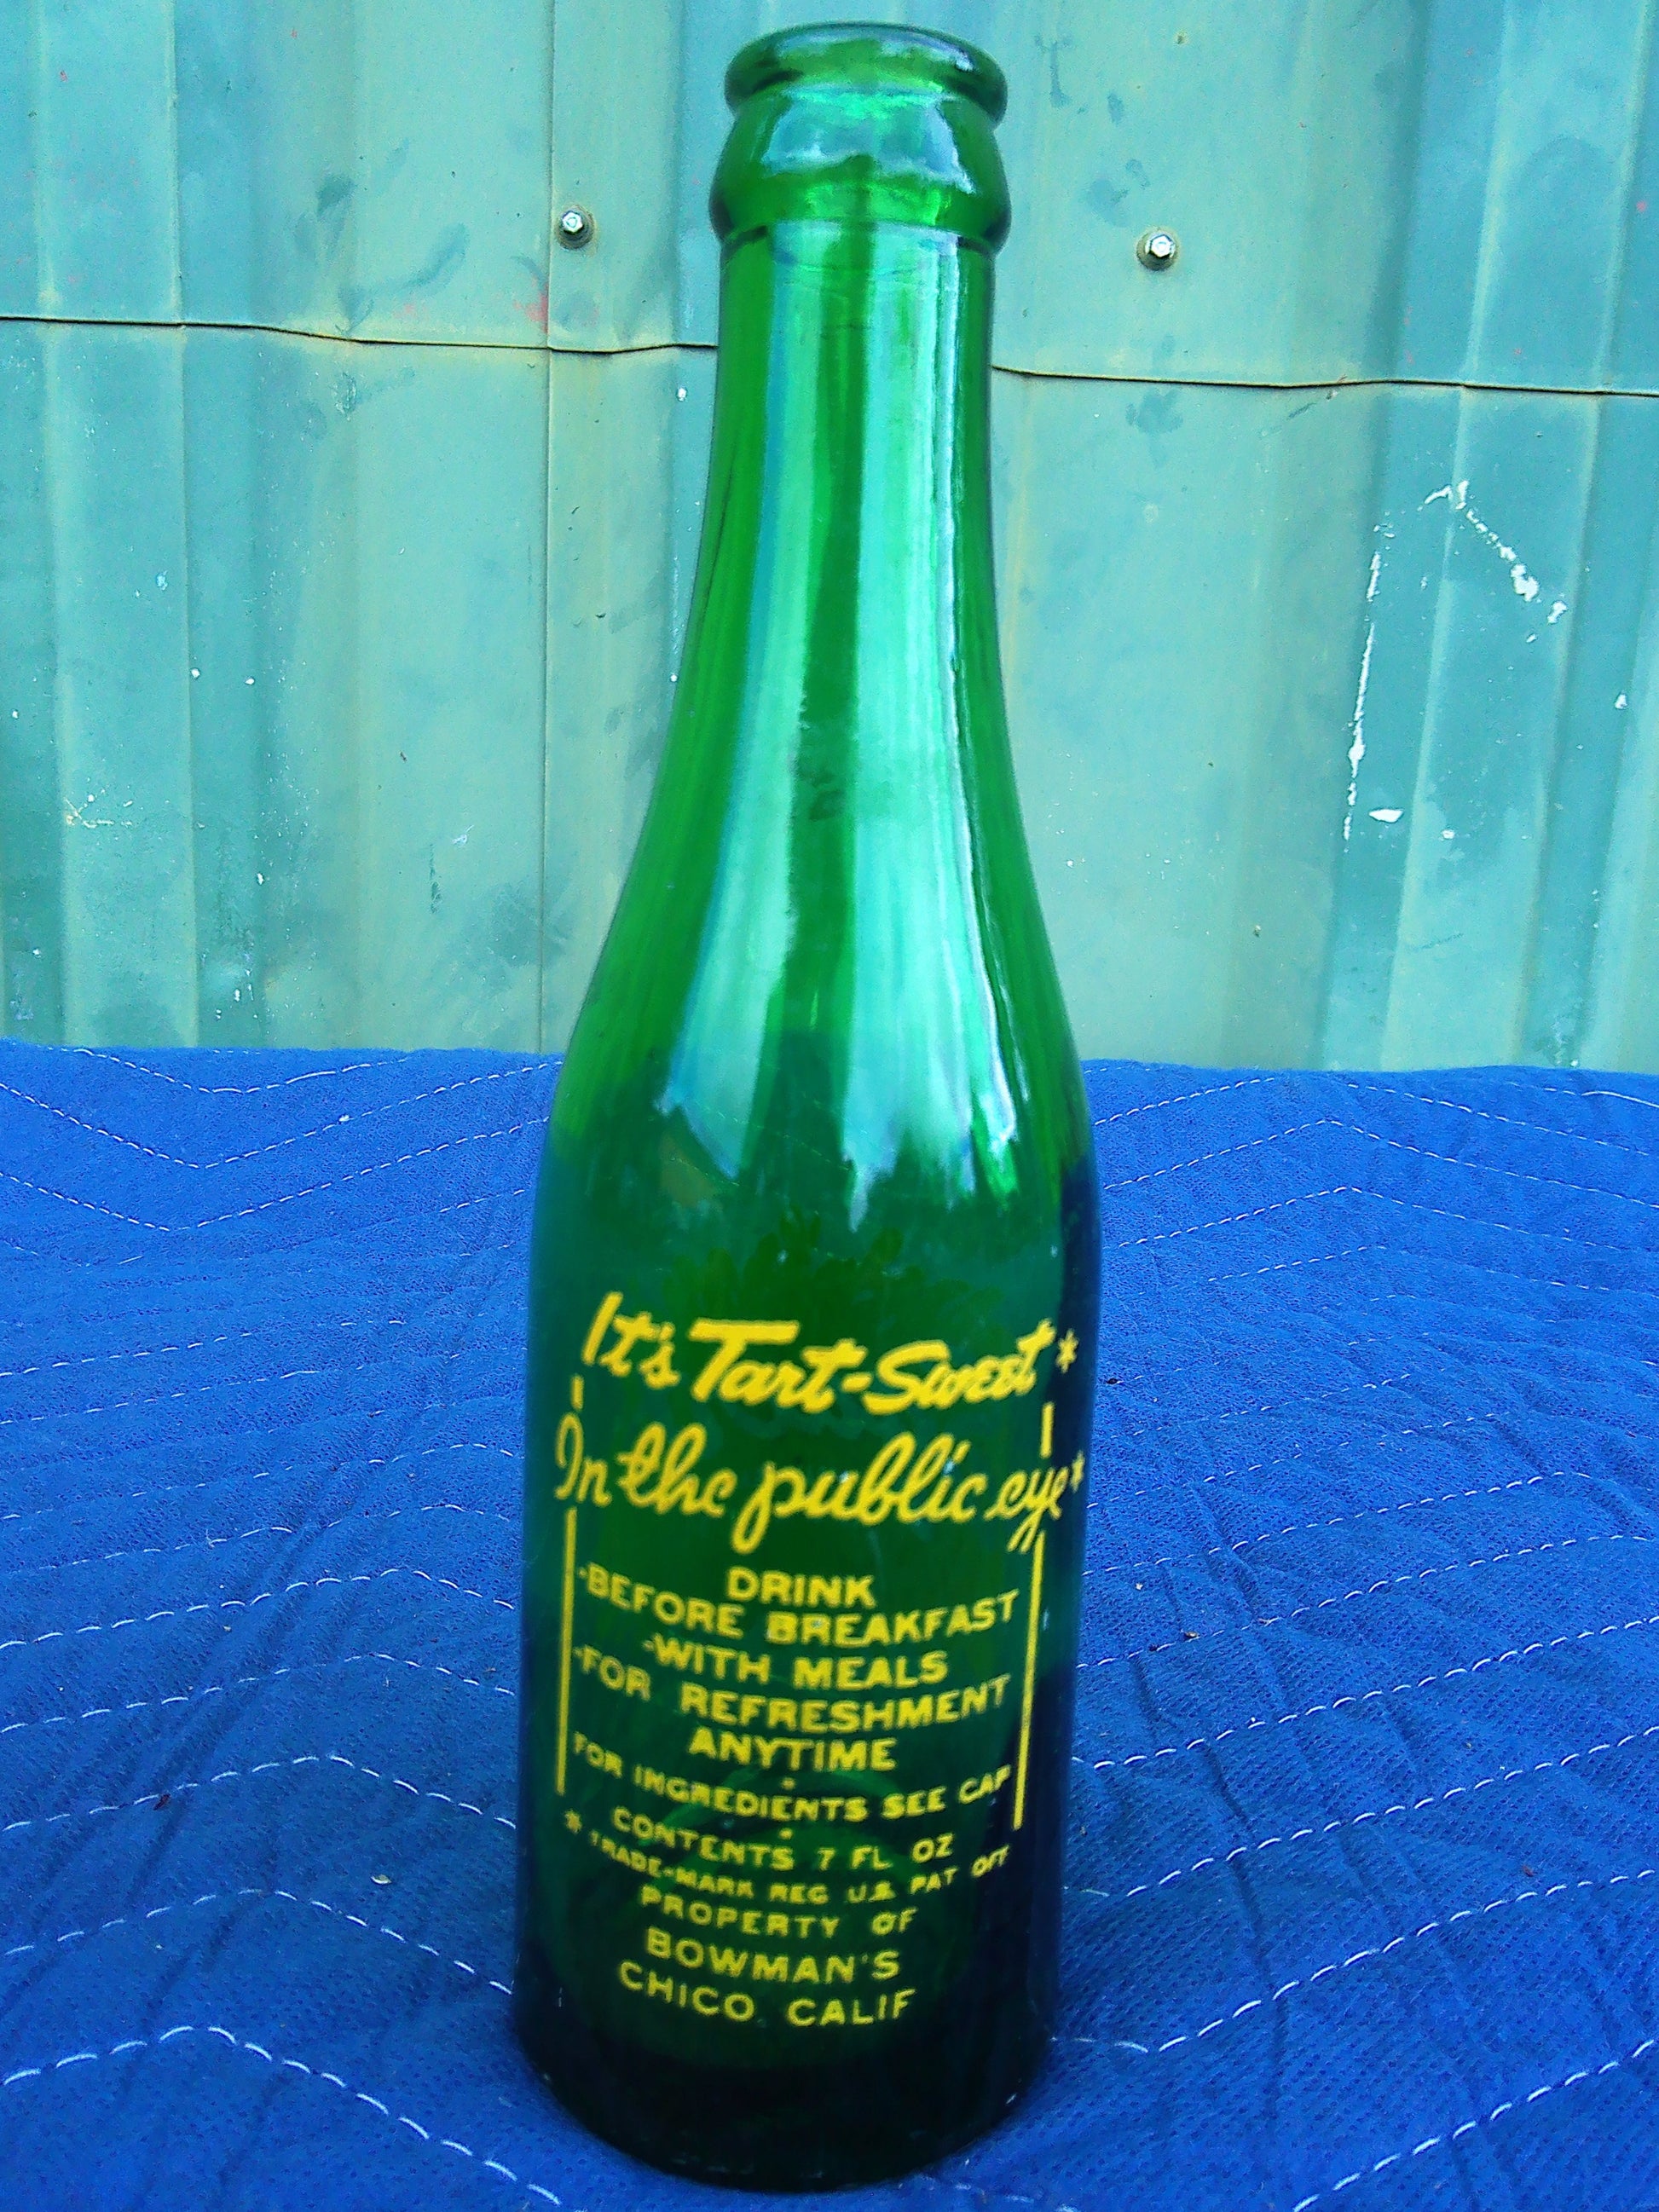 It's Tart-Sweet*
In the public eye*
DRINK
·BEFORE BREAKFAST
·WITH MEALS
·FOR REFRESHMENT
ANYTIME
FOR INGREDIENTS SEE CAP
CONTENTS 7 FL OZ
* TRADE-MARK REG U.S. PAT OFF
PROPERTY OF
BOWMAN'S
CHICO CALIF